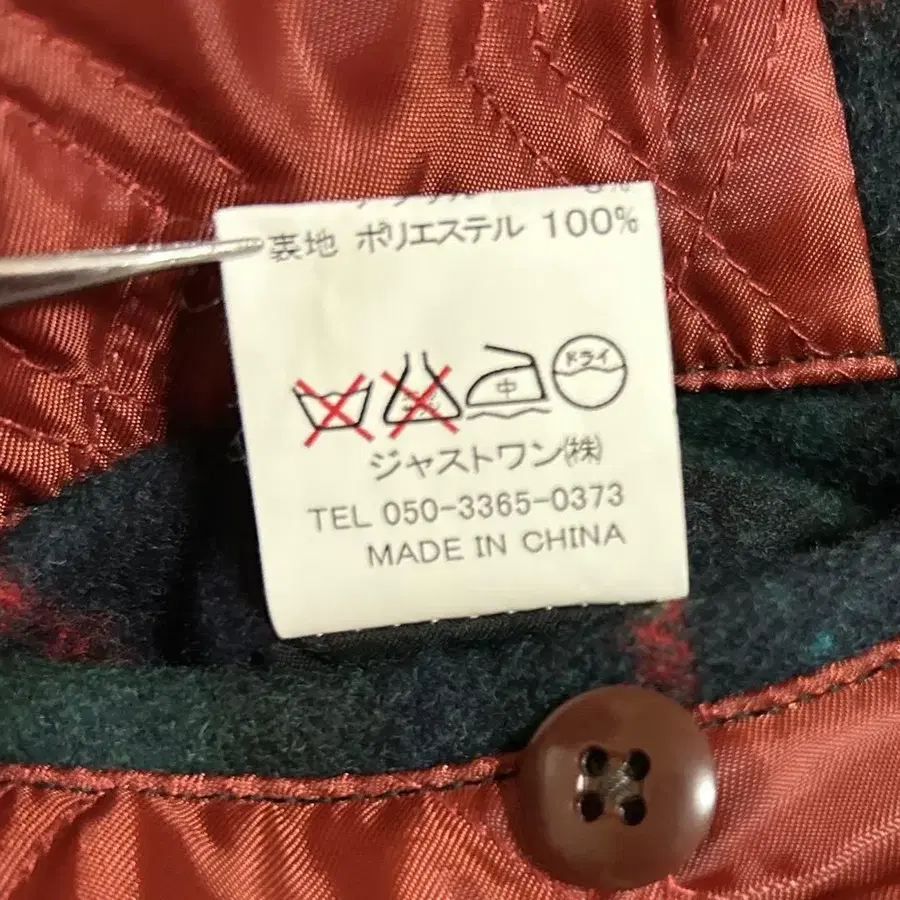 表地 ポリエステル 100%
中 ドライ
ジャストワン㈱
TEL 050-3365-0373
MADE IN CHINA